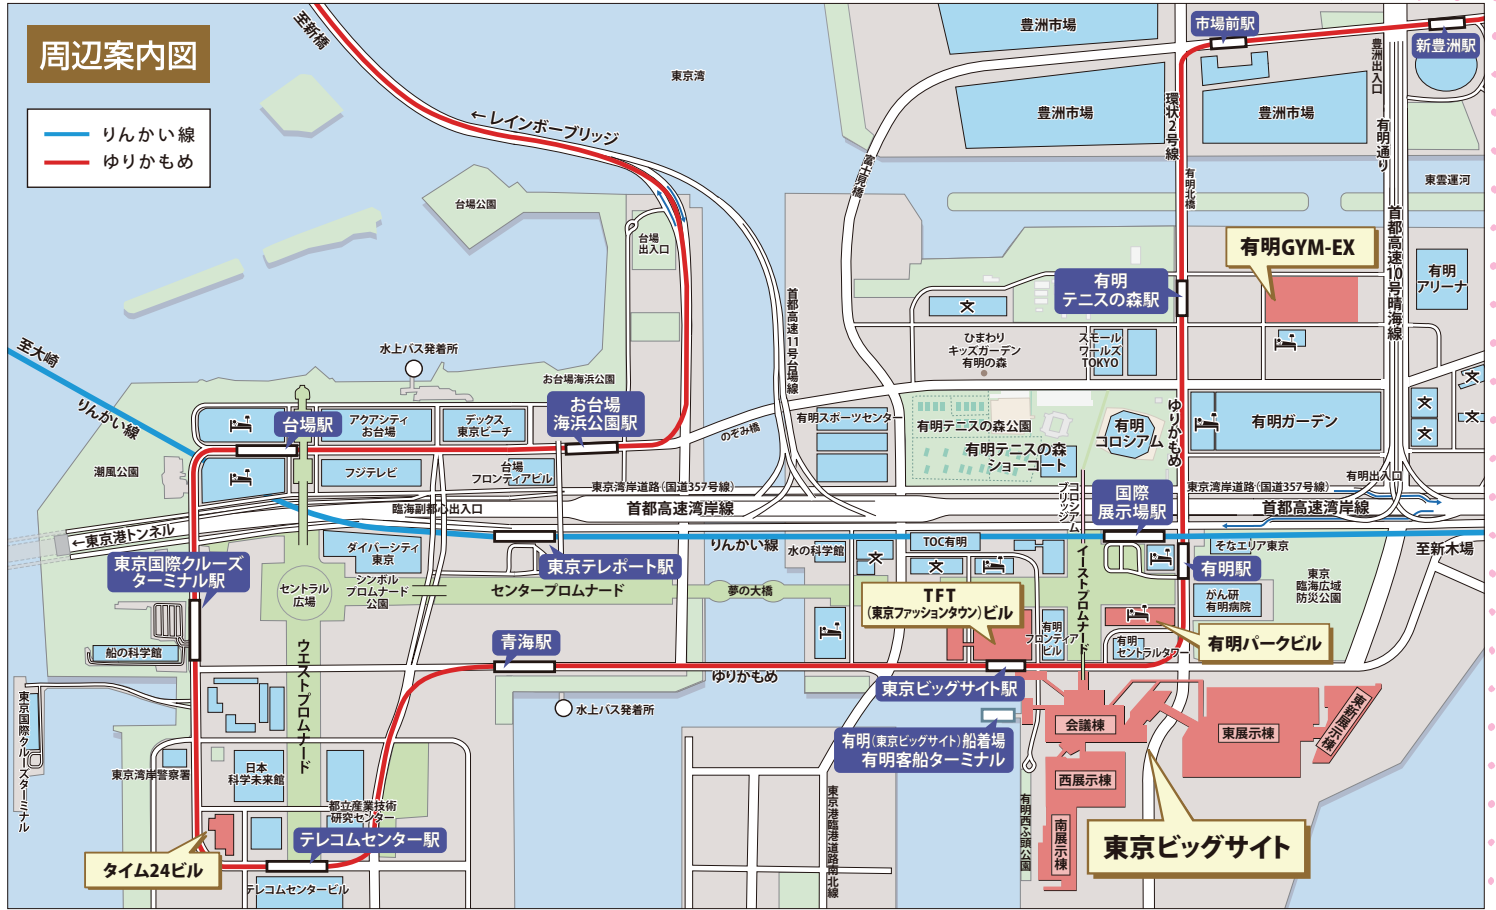 周辺案内図
りんかい線
ゆりかもめ
至新橋
東京湾
←レインボーブリッジ
台場公園
台場
出入口
豊洲市場
市場前駅
新豊洲駅
豊洲市場
豊洲市場
豊洲出入口
環状2号線
有明通り
富士見橋
有明北橋
東雲運河
首都高速10号晴海線
有明GYM-EX
有明
アリーナ
有明
テニスの森駅
首都高速11号台場線
ひまわり
キッズガーデン
有明の森
スモール
ワールズ
TOKYO
至大崎
りんかい線
水上バス発着所
お台場海浜公園
お台場
海浜公園駅
台場駅
アクアシティ
お台場
デックス
東京ビーチ
のぞみ橋
有明スポーツセンター
有明テニスの森公園
有明テニスの森
ショーコート
有明
コロシアム
ゆりかもめ
有明ガーデン
潮風公園
フジテレビ
台場
フロンティアビル
東京湾岸道路(国道357号線)
首都高速湾岸線
臨海副都心出入口
コロシアム
ブリッジ
国際
展示場駅
有明出入口
東京湾岸道路(国道357号線)
首都高速湾岸線
←東京港トンネル
ダイバーシティ
東京
りんかい線
水の科学館
TOC有明
イーストプロムナード
そなエリア東京
至新木場
東京国際クルーズ
ターミナル駅
東京テレポート駅
有明駅
セントラル
広場
シンボル
プロムナード
公園
センタープロムナード
夢の大橋
TFT
(東京ファッションタウン)ビル
がん研
有明病院
東京
臨海広域
防災公園
船の科学館
ウエストプロムナード
青海駅
有明
フロンティア
ビル
有明
セントラルタワー
有明パークビル
ゆりかもめ
東京ビッグサイト駅
東京国際クルーズターミナル
水上バス発着所
有明(東京ビッグサイト)船着場
有明客船ターミナル
会議棟
東展示棟
東新展示棟
東京湾岸警察署
日本
科学未来館
西展示棟
都立産業技術
研究センター
東京港臨港道路南北線
有明西ふ頭公園
南展示棟
テレコムセンター駅
東京ビッグサイト
タイム24ビル
テレコムセンタービル